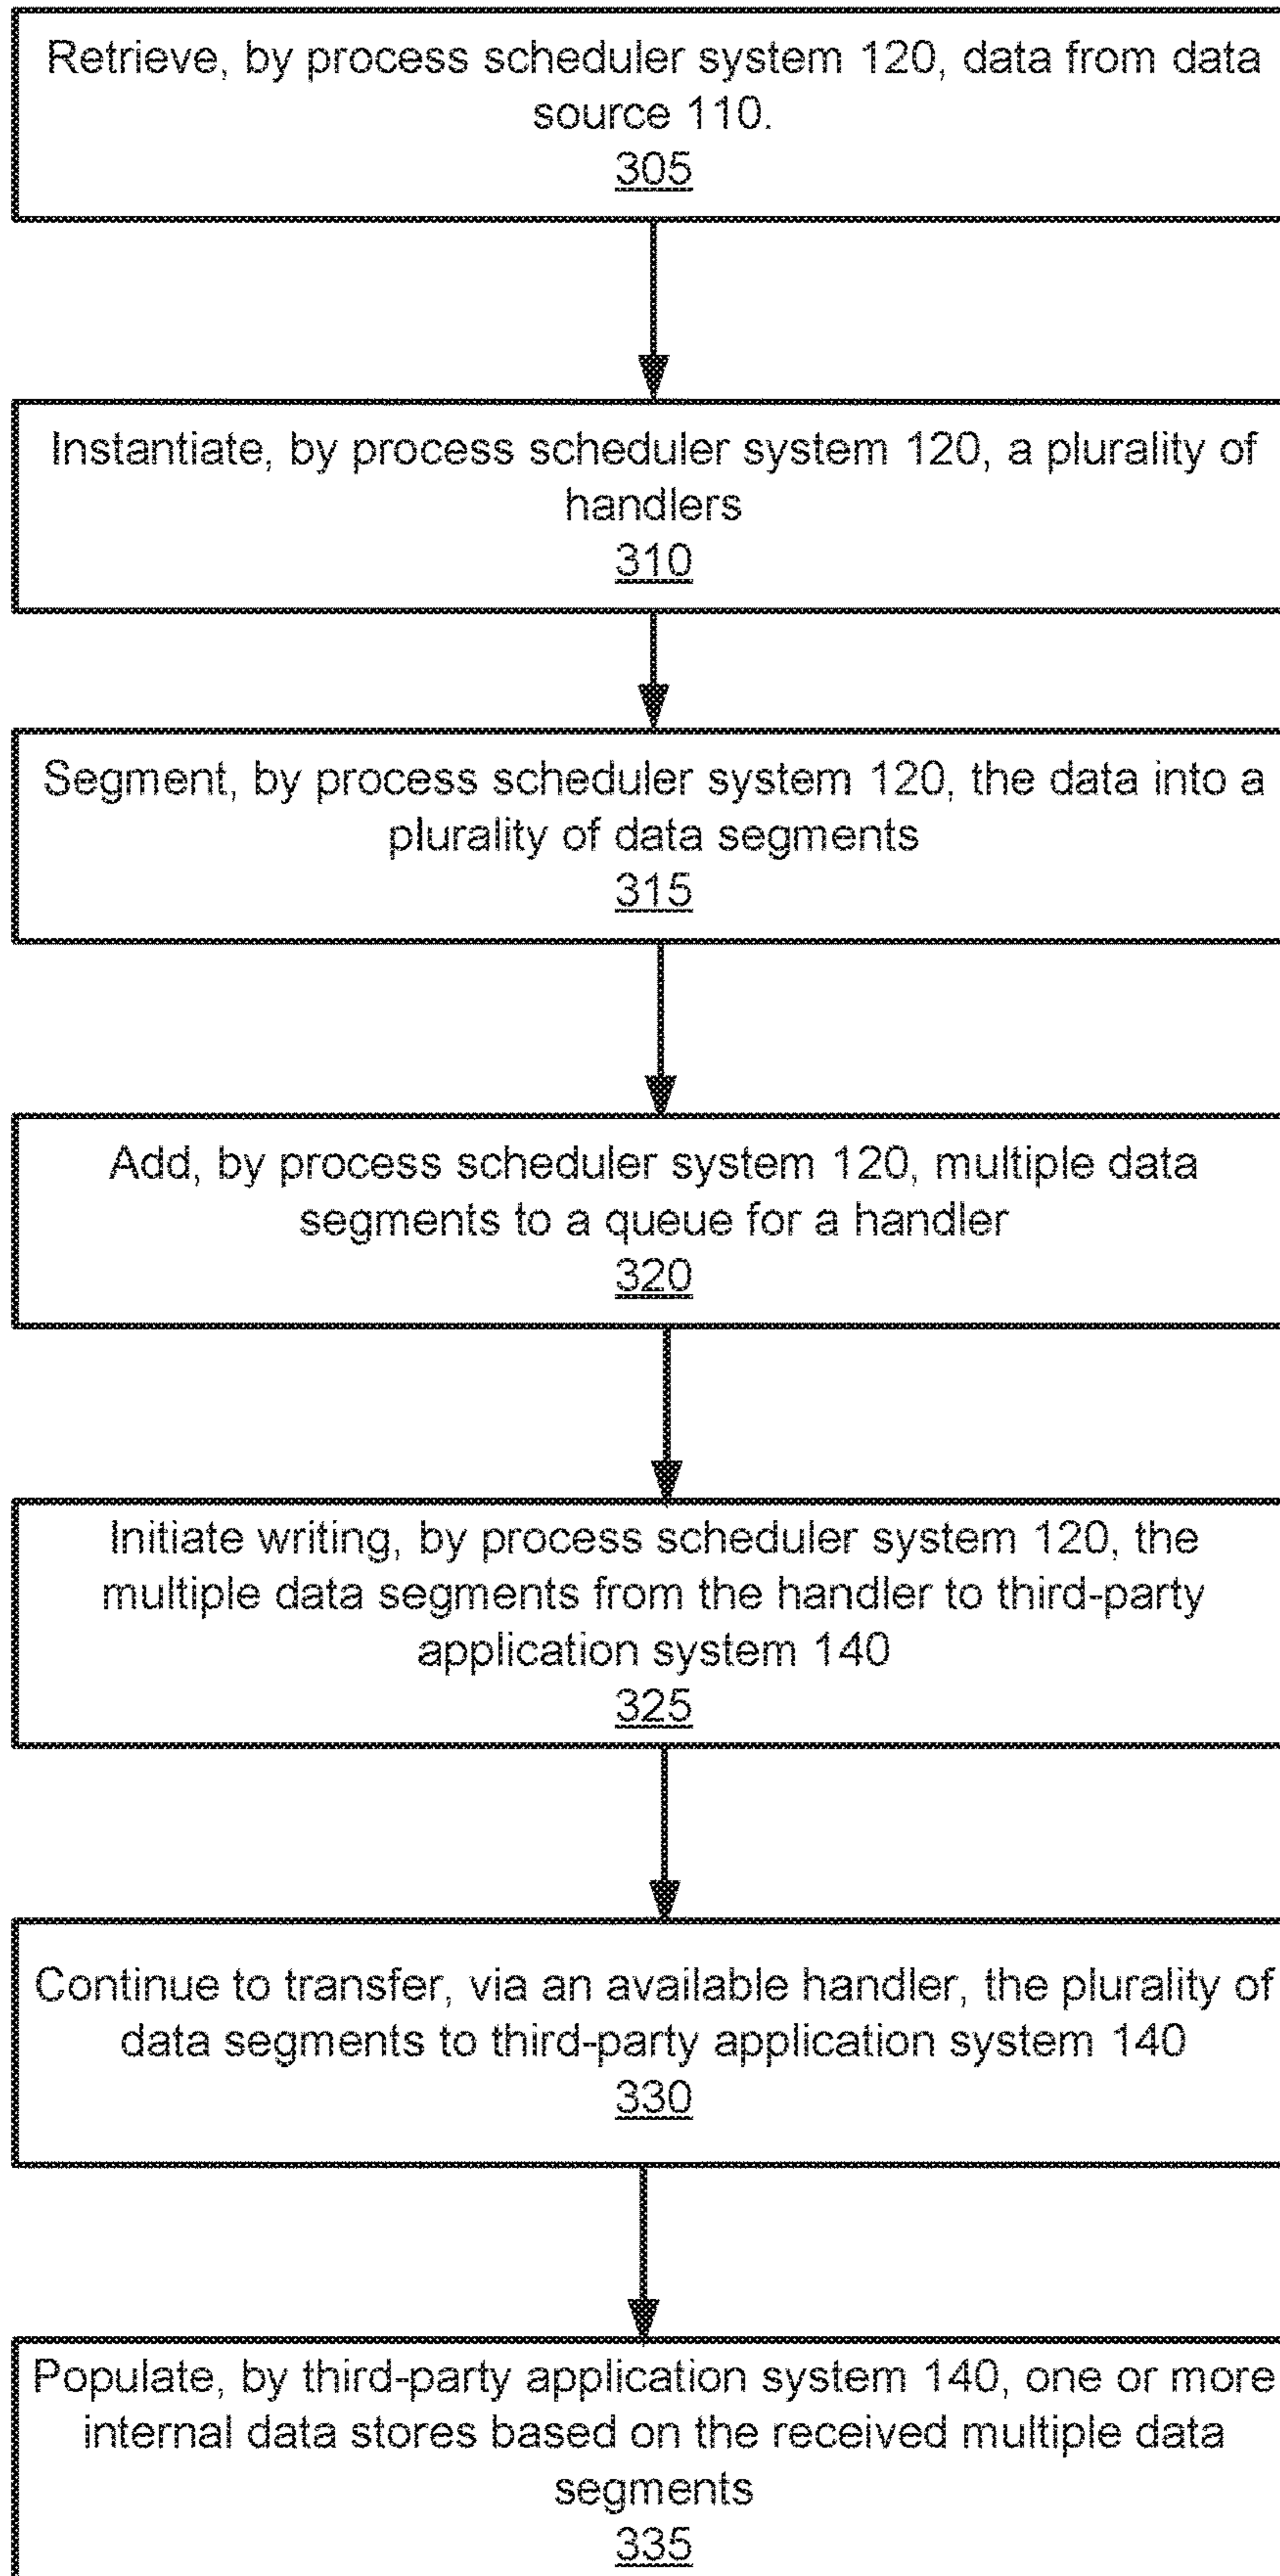 Retrieve, by process scheduler system 120, data from data
source 110.
305
Instantiate, by process scheduler system 120, a plurality of
handlers
310
Segment, by process scheduler system 120, the data into a
plurality of data segments
315
Add, by process scheduler system 120, multiple data
segments to a queue for a handler
320
Initiate writing, by process scheduler system 120, the
multiple data segments from the handler to third-party
application system 140
325
Continue to transfer, via an available handler, the plurality of
data segments to third-party application system 140
330
Populate, by third-party application system 140, one or more
internal data stores based on the received multiple data
segments
335